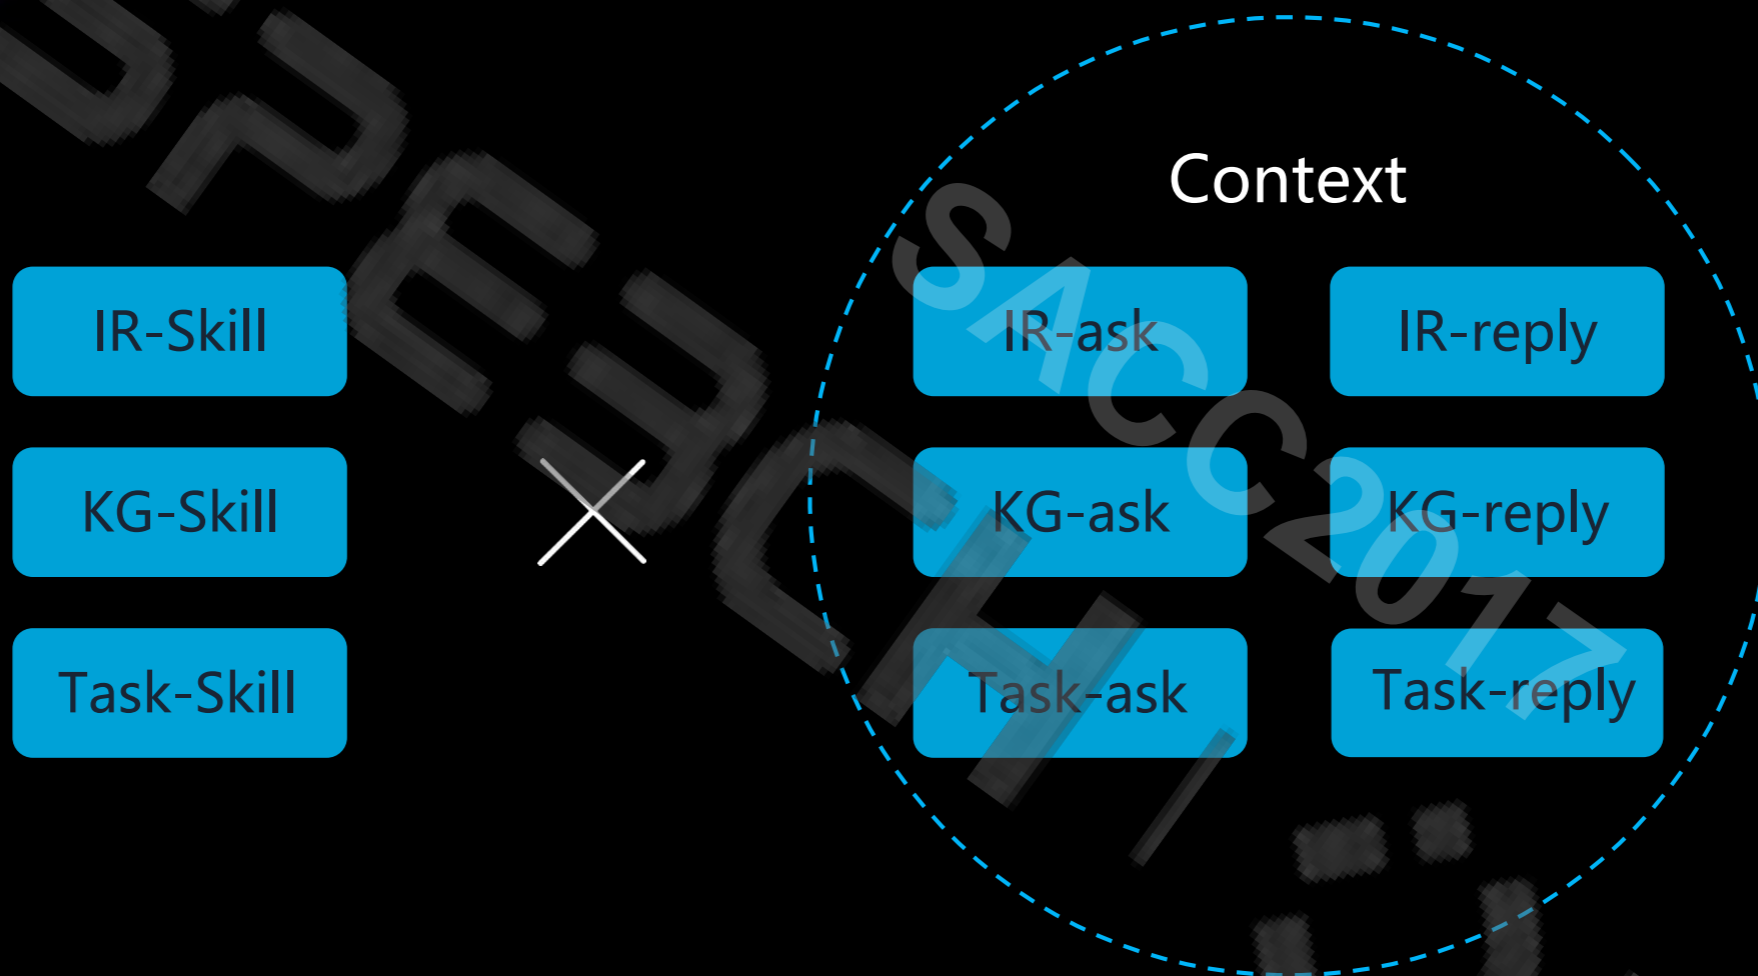 Context
IR-Skill
IR-ask
IR-reply
KG-Skill
KG-ask
KG-reply
Task-Skill
Task-ask
Task-reply
SACC2017